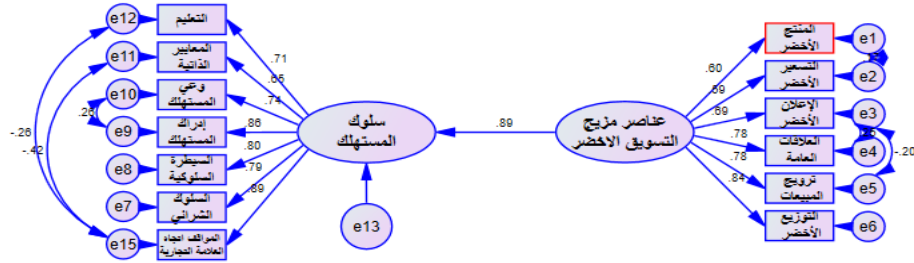 e12
التعليم
e11
المعايير
الذاتية
e10
وعي
المستهلك
e9
إدراك
المستهلك
e8
السيطرة
السلوكية
e7
السلوك
الشرائي
e15
المواقف اتجاه
العلامة التجارية
-.26
-.42
.26
.71
.65
.74
.86
.80
.79
.89
سلوك
المستهلك
e13
.89
عناصر مزيج
التسويق الاخضر
.60
.69
.69
.78
.78
.84
المنتج
الأخضر
e1
التسعير
الأخضر
e2
الإعلان
الأخضر
e3
العلاقات
العامة
e4
ترويج
المبيعات
e5
التوزيع
الأخضر
e6
-.20